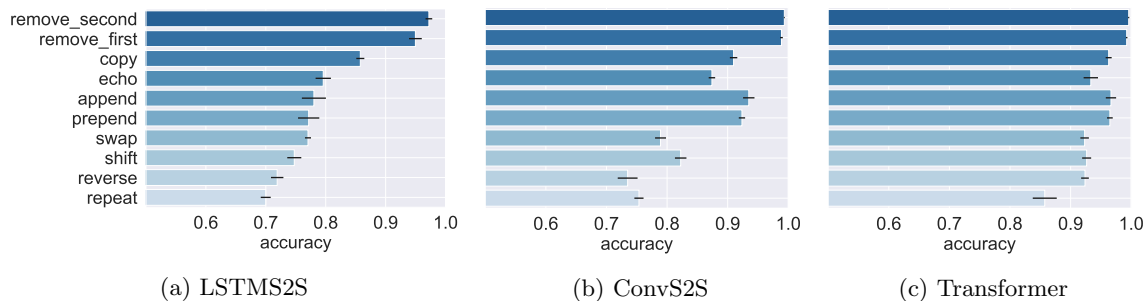 remove_second
remove_first
copy
echo
append
prepend
swap
shift
reverse
repeat
0.6 0.7 0.8 0.9 1.0
accuracy
(a) LSTMS2S
0.6 0.7 0.8 0.9 1.0
accuracy
(b) ConvS2S
0.6 0.7 0.8 0.9 1.0
accuracy
(c) Transformer